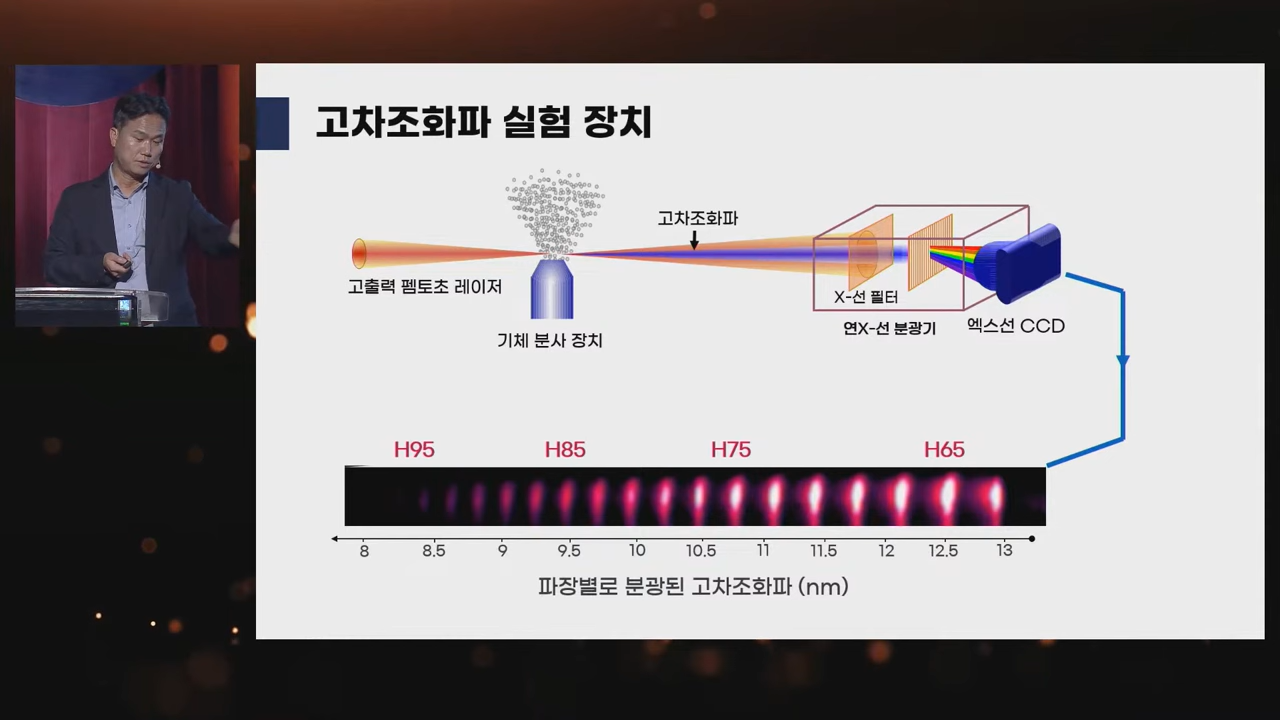 고차조화파 실험 장치
고차조화파
고출력 펨토초 레이저
X-선 필터
연X-선 분광기
엑스선 CCD
기체 분사 장치
H95 H85 H75 H65
8 8.5 9 9.5 10 10.5 11 11.5 12 12.5 13
파장별로 분광된 고차조화파 (nm)